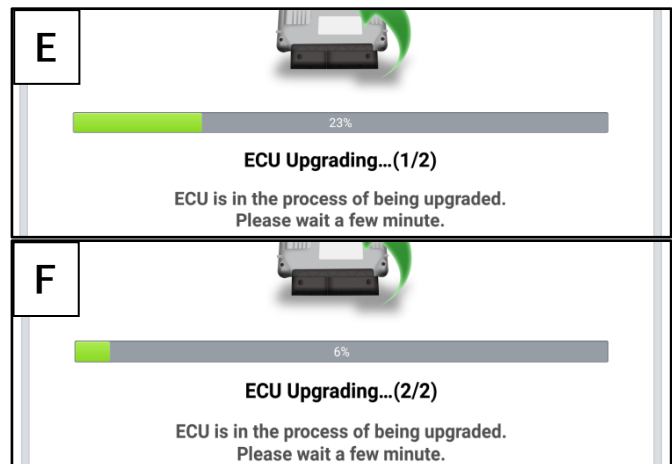 E
23%
ECU Upgrading...(1/2)
ECU is in the process of being upgraded.
Please wait a few minute.
F
6%
ECU Upgrading...(2/2)
ECU is in the process of being upgraded.
Please wait a few minute.